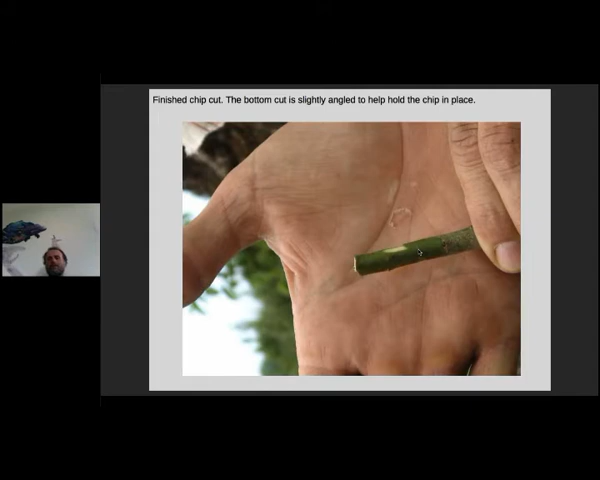 Finished chip cut. The bottom cut is slightly angled to help hold the chip in place.